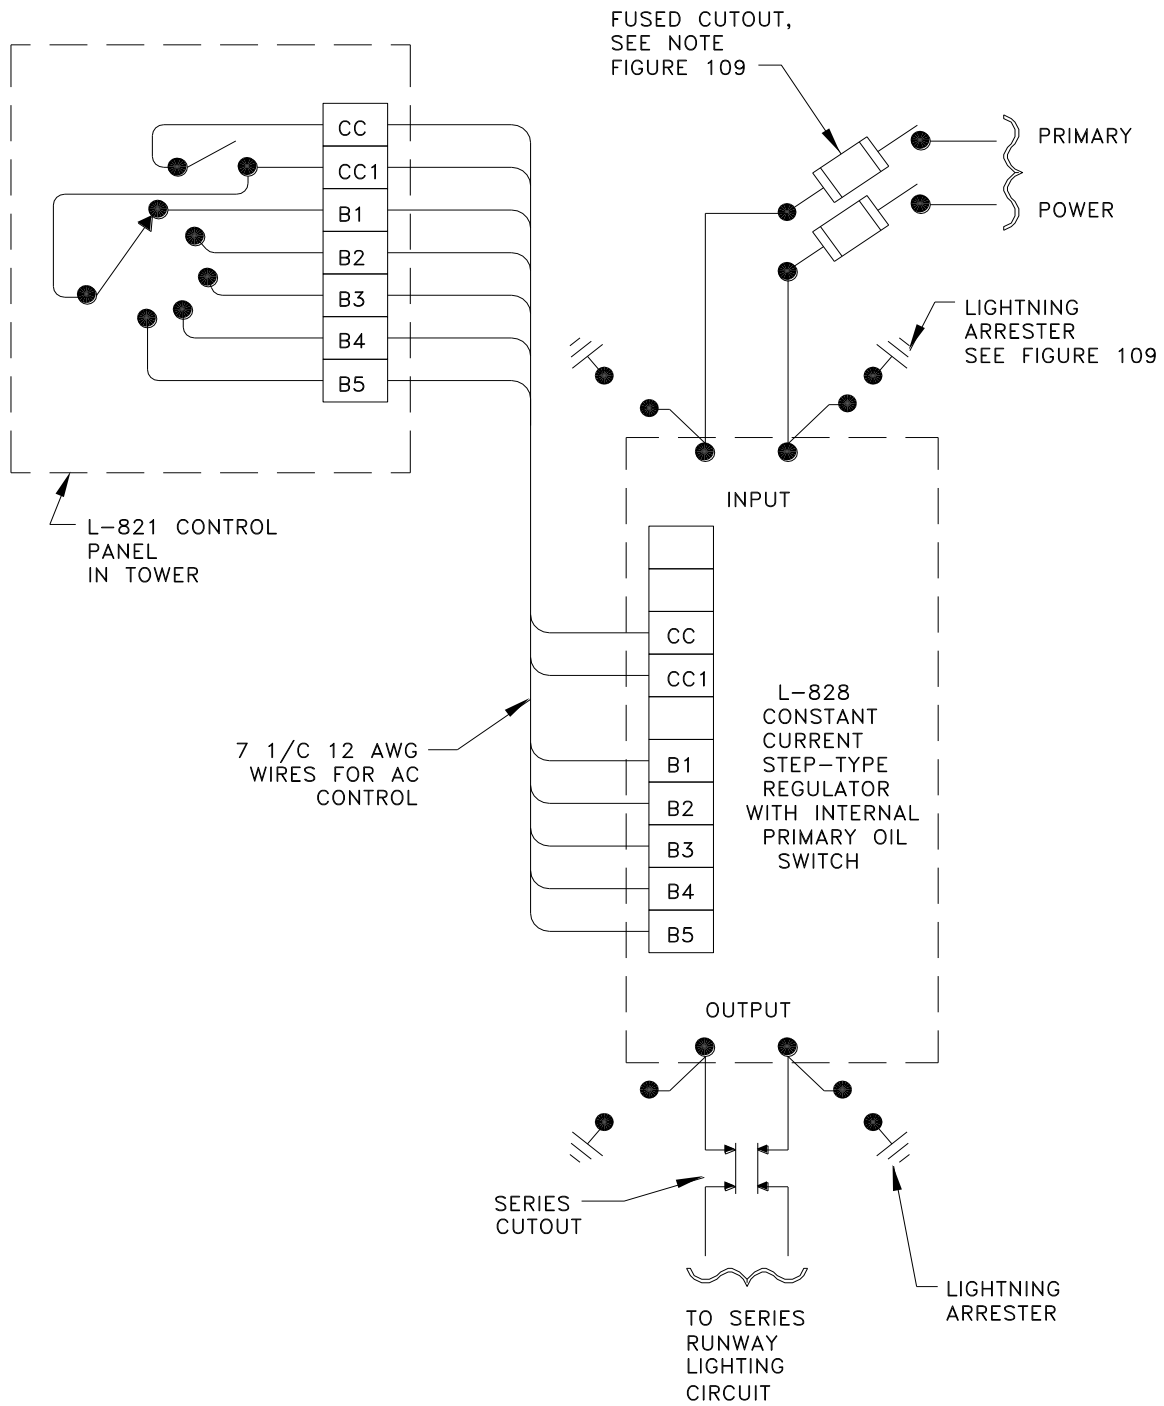 FUSED CUTOUT,
SEE NOTE
FIGURE 109
PRIMARY
POWER
CC
CC1
B1
B2
B3
B4
B5
LIGHTNING
ARRESTER
SEE FIGURE 109
L-821 CONTROL
PANEL
IN TOWER
INPUT
CC
CC1
B1
B2
B3
B4
B5
L-828
CONSTANT
CURRENT
STEP-TYPE
REGULATOR
WITH INTERNAL
PRIMARY OIL
SWITCH
7 1/C 12 AWG
WIRES FOR AC
CONTROL
OUTPUT
SERIES
CUTOUT
LIGHTNING
ARRESTER
TO SERIES
RUNWAY
LIGHTING
CIRCUIT